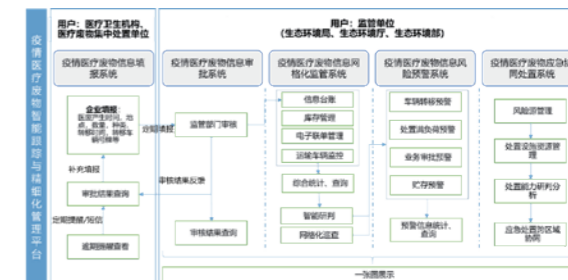 疫情医疗废物智能跟踪与精细化管理平台
用户：医疗卫生机构、
医疗废物集中处置单位
用户：监管单位
（生态环境局、生态环境厅、生态环境部）
疫情医疗废物信息填
报系统
疫情医疗废物信息审
批系统
疫情医疗废物信息网
格化监管系统
疫情医疗废物信息风
险预警系统
疫情医疗废物应急协
同处置系统
企业填报：
医废产生时间、地
点、数量、种类、
转移时间、转移车
辆可载等
补充填报
审批结果查询
定期提醒/短信
逾期提醒查看
定期填报
监管部门审核
审核结果反馈
审核结果查询
信息台账
库存管理
电子联单管理
运输车辆监控
综合统计、查询
智能研判
网格化巡查
车辆转移预警
处置满负荷预警
业务审批预警
贮存预警
预警信息统计、
查询
风险源管理
处置设施资源管
理
处置能力研判分
析
应急处置跨区域
协同
一张图展示